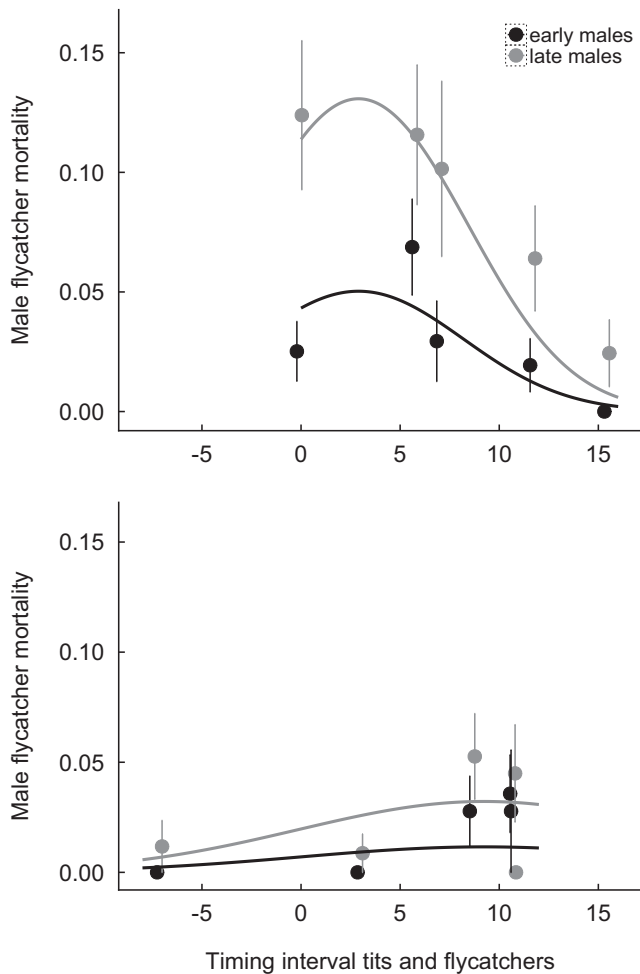 early males
late males
0.15
0.10
0.05
0.00
Male flycatcher mortality
-5 0 5 10 15
0.15
0.10
0.05
0.00
Male flycatcher mortality
-5 0 5 10 15
Timing interval tits and flycatchers